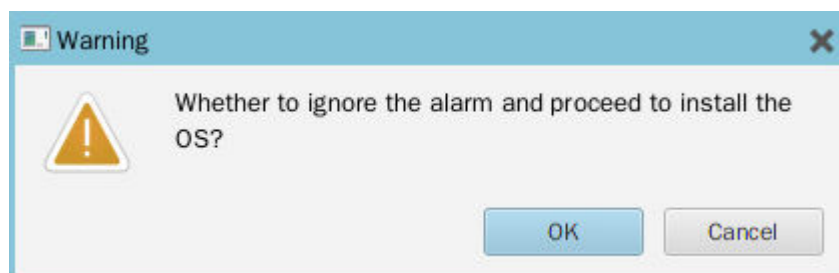 Warning
Whether to ignore the alarm and proceed to install the
OS?
OK Cancel